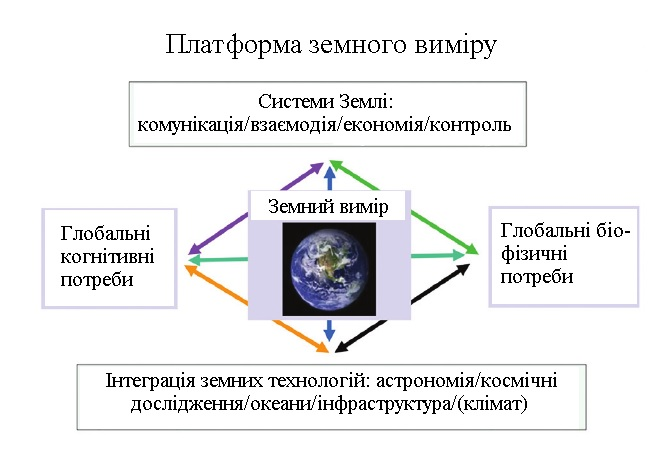 Платформа земного виміру
Системи Землі:
комунікація/взаємодія/економія/контроль
Земний вимір
Глобальні
когнітивні
потреби
Глобальні біо-
фізичні
потреби
Інтеграція земних технологій: астрономія/космічні
дослідження/океани/інфраструктура/(клімат)